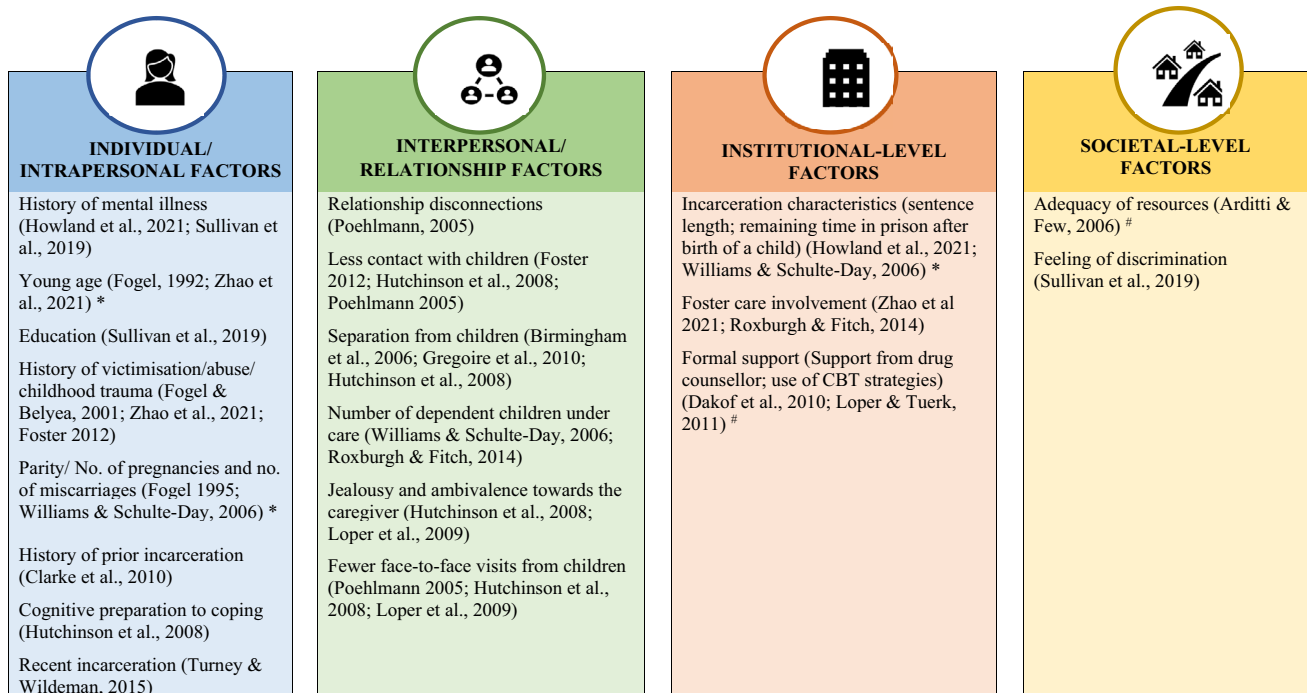 INDIVIDUAL/
INTRAPERSONAL FACTORS
History of mental illness
(Howland et al., 2021; Sullivan et
al., 2019)
Young age (Fogel, 1992; Zhao et
al., 2021) *
Education (Sullivan et al., 2019)
History of victimisation/abuse/
childhood trauma (Fogel &
Belyea, 2001; Zhao et al., 2021;
Foster 2012)
Parity/ No. of pregnancies and no.
of miscarriages (Fogel 1995;
Williams & Schulte-Day, 2006) *
History of prior incarceration
(Clarke et al., 2010)
Cognitive preparation to coping
(Hutchinson et al., 2008)
Recent incarceration (Turney &
Wildeman, 2015)
INTERPERSONAL/
RELATIONSHIP FACTORS
Relationship disconnections
(Poehlmann, 2005)
Less contact with children (Foster
2012; Hutchinson et al., 2008;
Poehlmann 2005)
Separation from children (Birmingham
et al., 2006; Gregoire et al., 2010;
Hutchinson et al., 2008)
Number of dependent children under
care (Williams & Schulte-Day, 2006;
Roxburgh & Fitch, 2014)
Jealousy and ambivalence towards the
caregiver (Hutchinson et al., 2008;
Loper et al., 2009)
Fewer face-to-face visits from children
(Poehlmann 2005; Hutchinson et al.,
2008; Loper et al., 2009)
INSTITUTIONAL-LEVEL
FACTORS
Incarceration characteristics (sentence
length; remaining time in prison after
birth of a child) (Howland et al., 2021;
Williams & Schulte-Day, 2006) *
Foster care involvement (Zhao et al
2021; Roxburgh & Fitch, 2014)
Formal support (Support from drug
counsellor; use of CBT strategies)
(Dakof et al., 2010; Loper & Tuerk,
2011) #
SOCIETAL-LEVEL
FACTORS
Adequacy of resources (Arditti &
Few, 2006) #
Feeling of discrimination
(Sullivan et al., 2019)